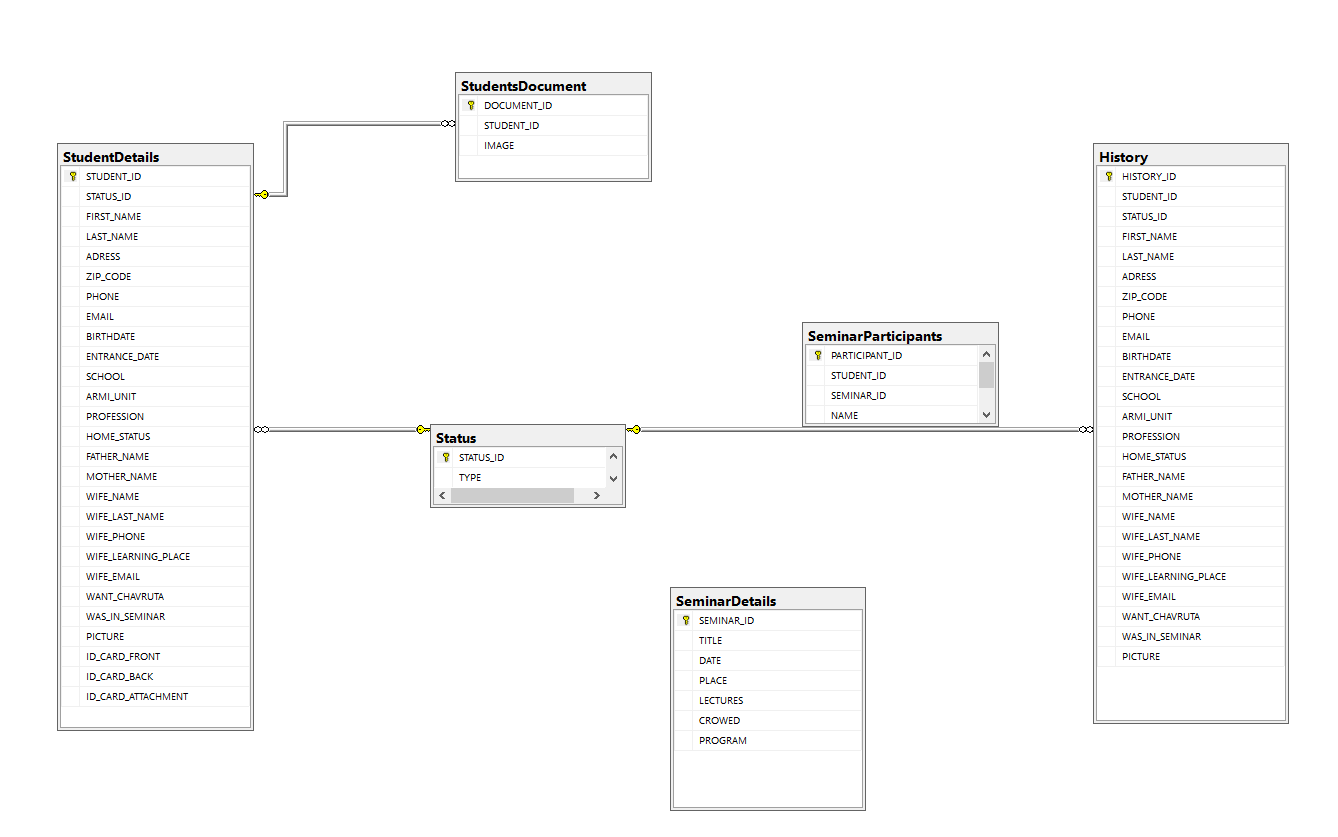 StudentsDocument
DOCUMENT_ID
STUDENT_ID
IMAGE
StudentDetails
STUDENT_ID
STATUS_ID
FIRST_NAME
LAST_NAME
ADRESS
ZIP_CODE
PHONE
EMAIL
BIRTHDATE
ENTRANCE_DATE
SCHOOL
ARMI_UNIT
PROFESSION
HOME_STATUS
FATHER_NAME
MOTHER_NAME
WIFE_NAME
WIFE_LAST_NAME
WIFE_PHONE
WIFE_LEARNING_PLACE
WIFE_EMAIL
WANT_CHAVRUTA
WAS_IN_SEMINAR
PICTURE
ID_CARD_FRONT
ID_CARD_BACK
ID_CARD_ATTACHMENT
Status
STATUS_ID
TYPE
SeminarParticipants
PARTICIPANT_ID
STUDENT_ID
SEMINAR_ID
NAME
SeminarDetails
SEMINAR_ID
TITLE
DATE
PLACE
LECTURES
CROWED
PROGRAM
History
HISTORY_ID
STUDENT_ID
STATUS_ID
FIRST_NAME
LAST_NAME
ADRESS
ZIP_CODE
PHONE
EMAIL
BIRTHDATE
ENTRANCE_DATE
SCHOOL
ARMI_UNIT
PROFESSION
HOME_STATUS
FATHER_NAME
MOTHER_NAME
WIFE_NAME
WIFE_LAST_NAME
WIFE_PHONE
WIFE_LEARNING_PLACE
WIFE_EMAIL
WANT_CHAVRUTA
WAS_IN_SEMINAR
PICTURE